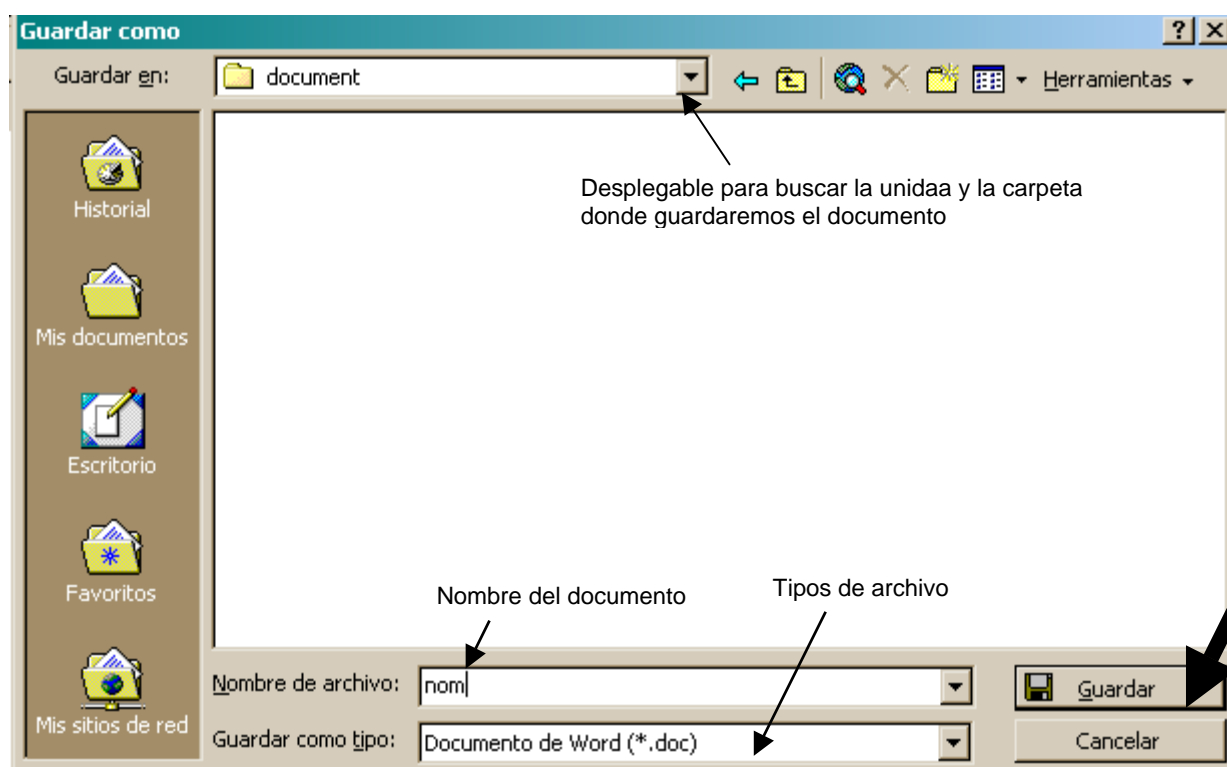 Guardar como
Guardar en: document Herramientas
Desplegable para buscar la unidaa y la carpeta
donde guardaremos el documento
Historial
Mis documentos
Escritorio
Favoritos
Mis sitios de red
Nombre del documento
Tipos de archivo
Nombre de archivo: nom Guardar
Guardar como tipo: Documento de Word (*.doc) Cancelar